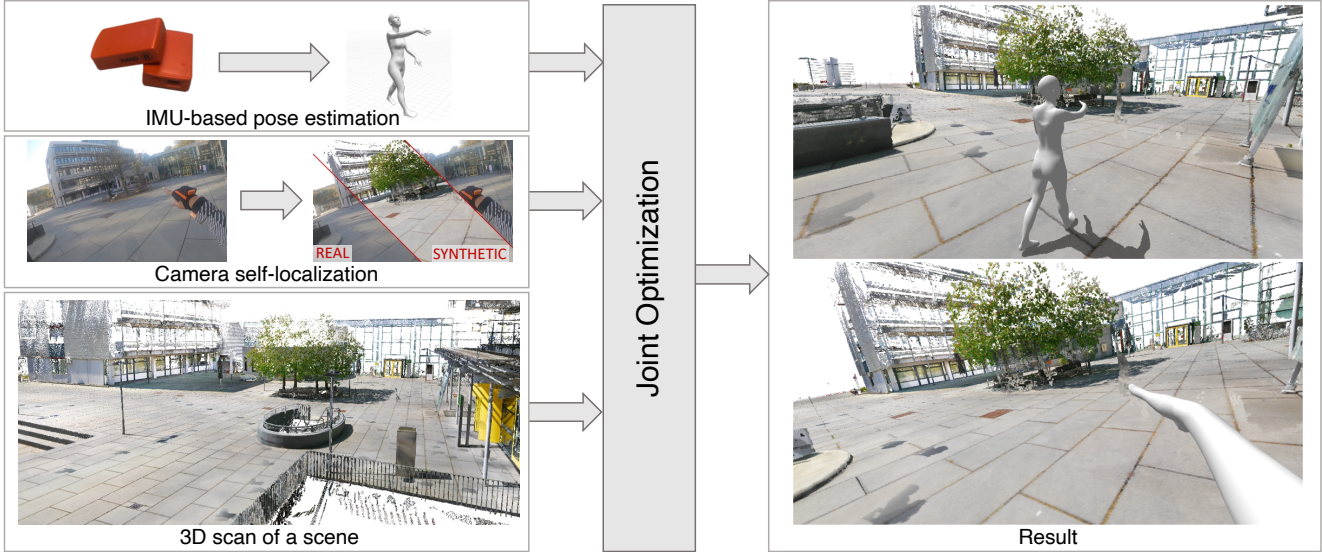 IMU-based pose estimation
REAL
SYNTHETIC
Camera self-localization
3D scan of a scene
Joint Optimization
Result